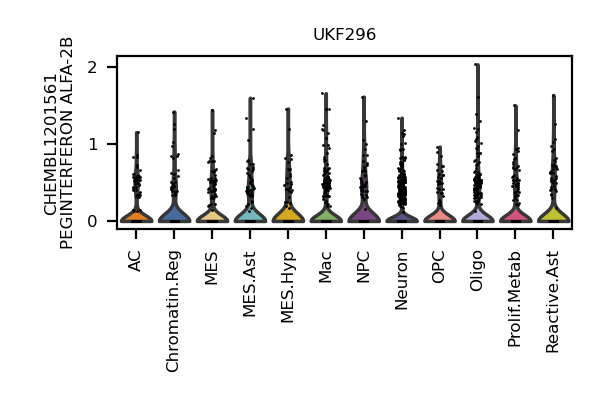 UKF296
CHEMBL1201561
PEGINTERFERON ALFA-2B
2
1
0
AC
Chromatin.Reg
MES
MES.Ast
MES.Hyp
Mac
NPC
Neuron
OPC
Oligo
Prolif.Metab
Reactive.Ast